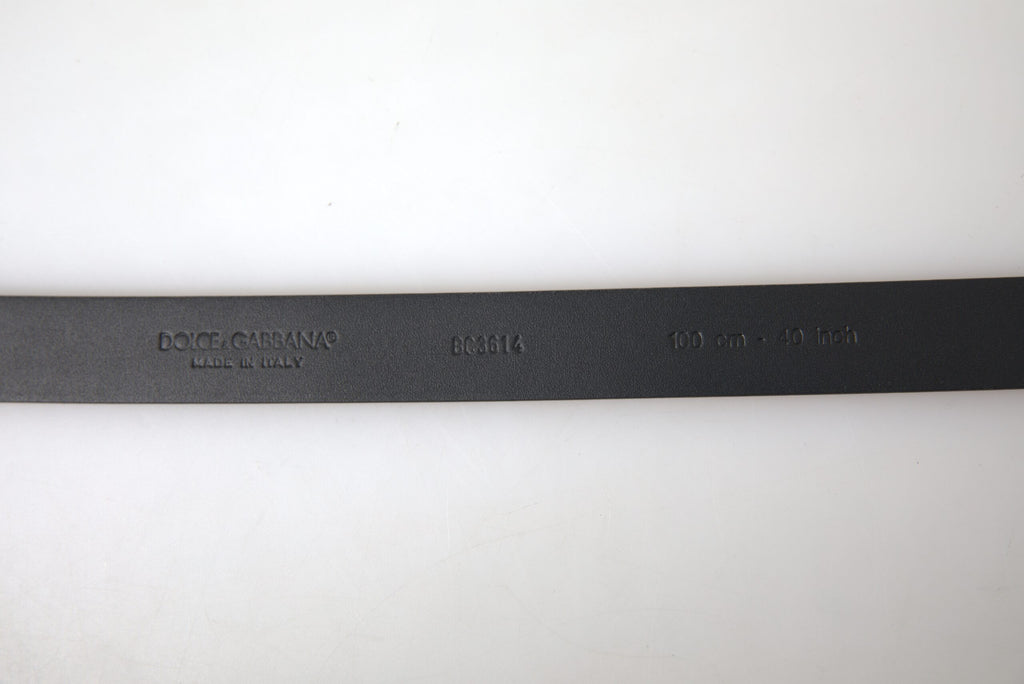 DOLCE&GABBANA®
MADE IN ITALY
BC3614
100 cm - 40 inch